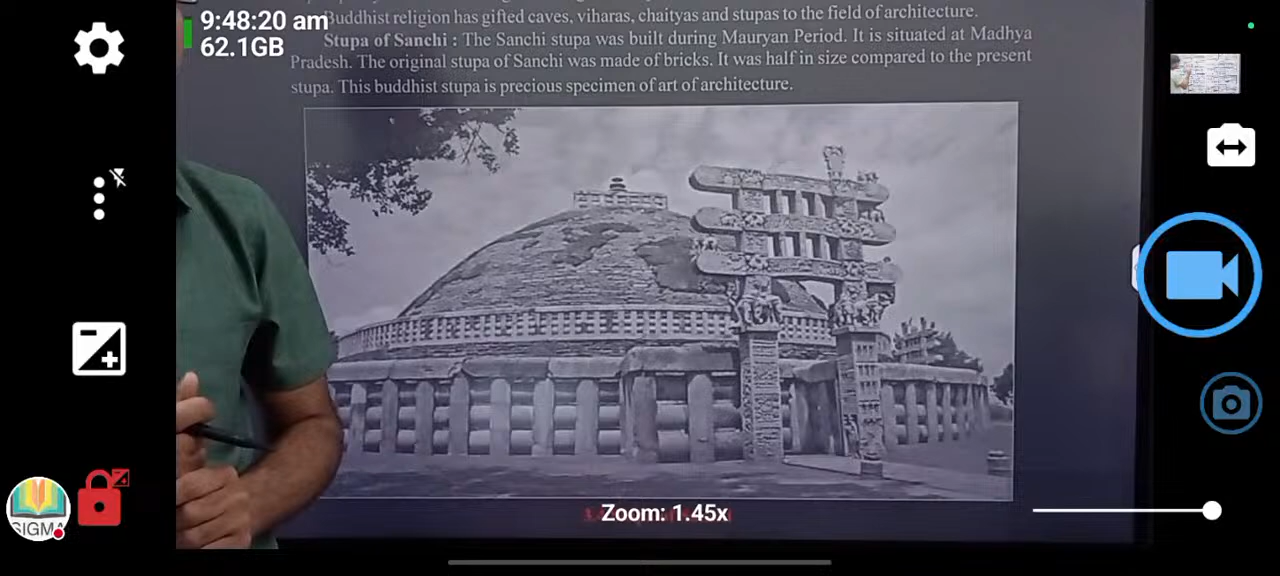 9:48:20 am
62.1GB
Buddhist religion has gifted caves, viharas, chaityas and stupas to the field of architecture.
Stupa of Sanchi : The Sanchi stupa was built during Mauryan Period. It is situated at Madhya
Pradesh. The original stupa of Sanchi was made of bricks. It was half in size compared to the present
stupa. This buddhist stupa is precious specimen of art of architecture.
Zoom: 1.45x
SIGMA